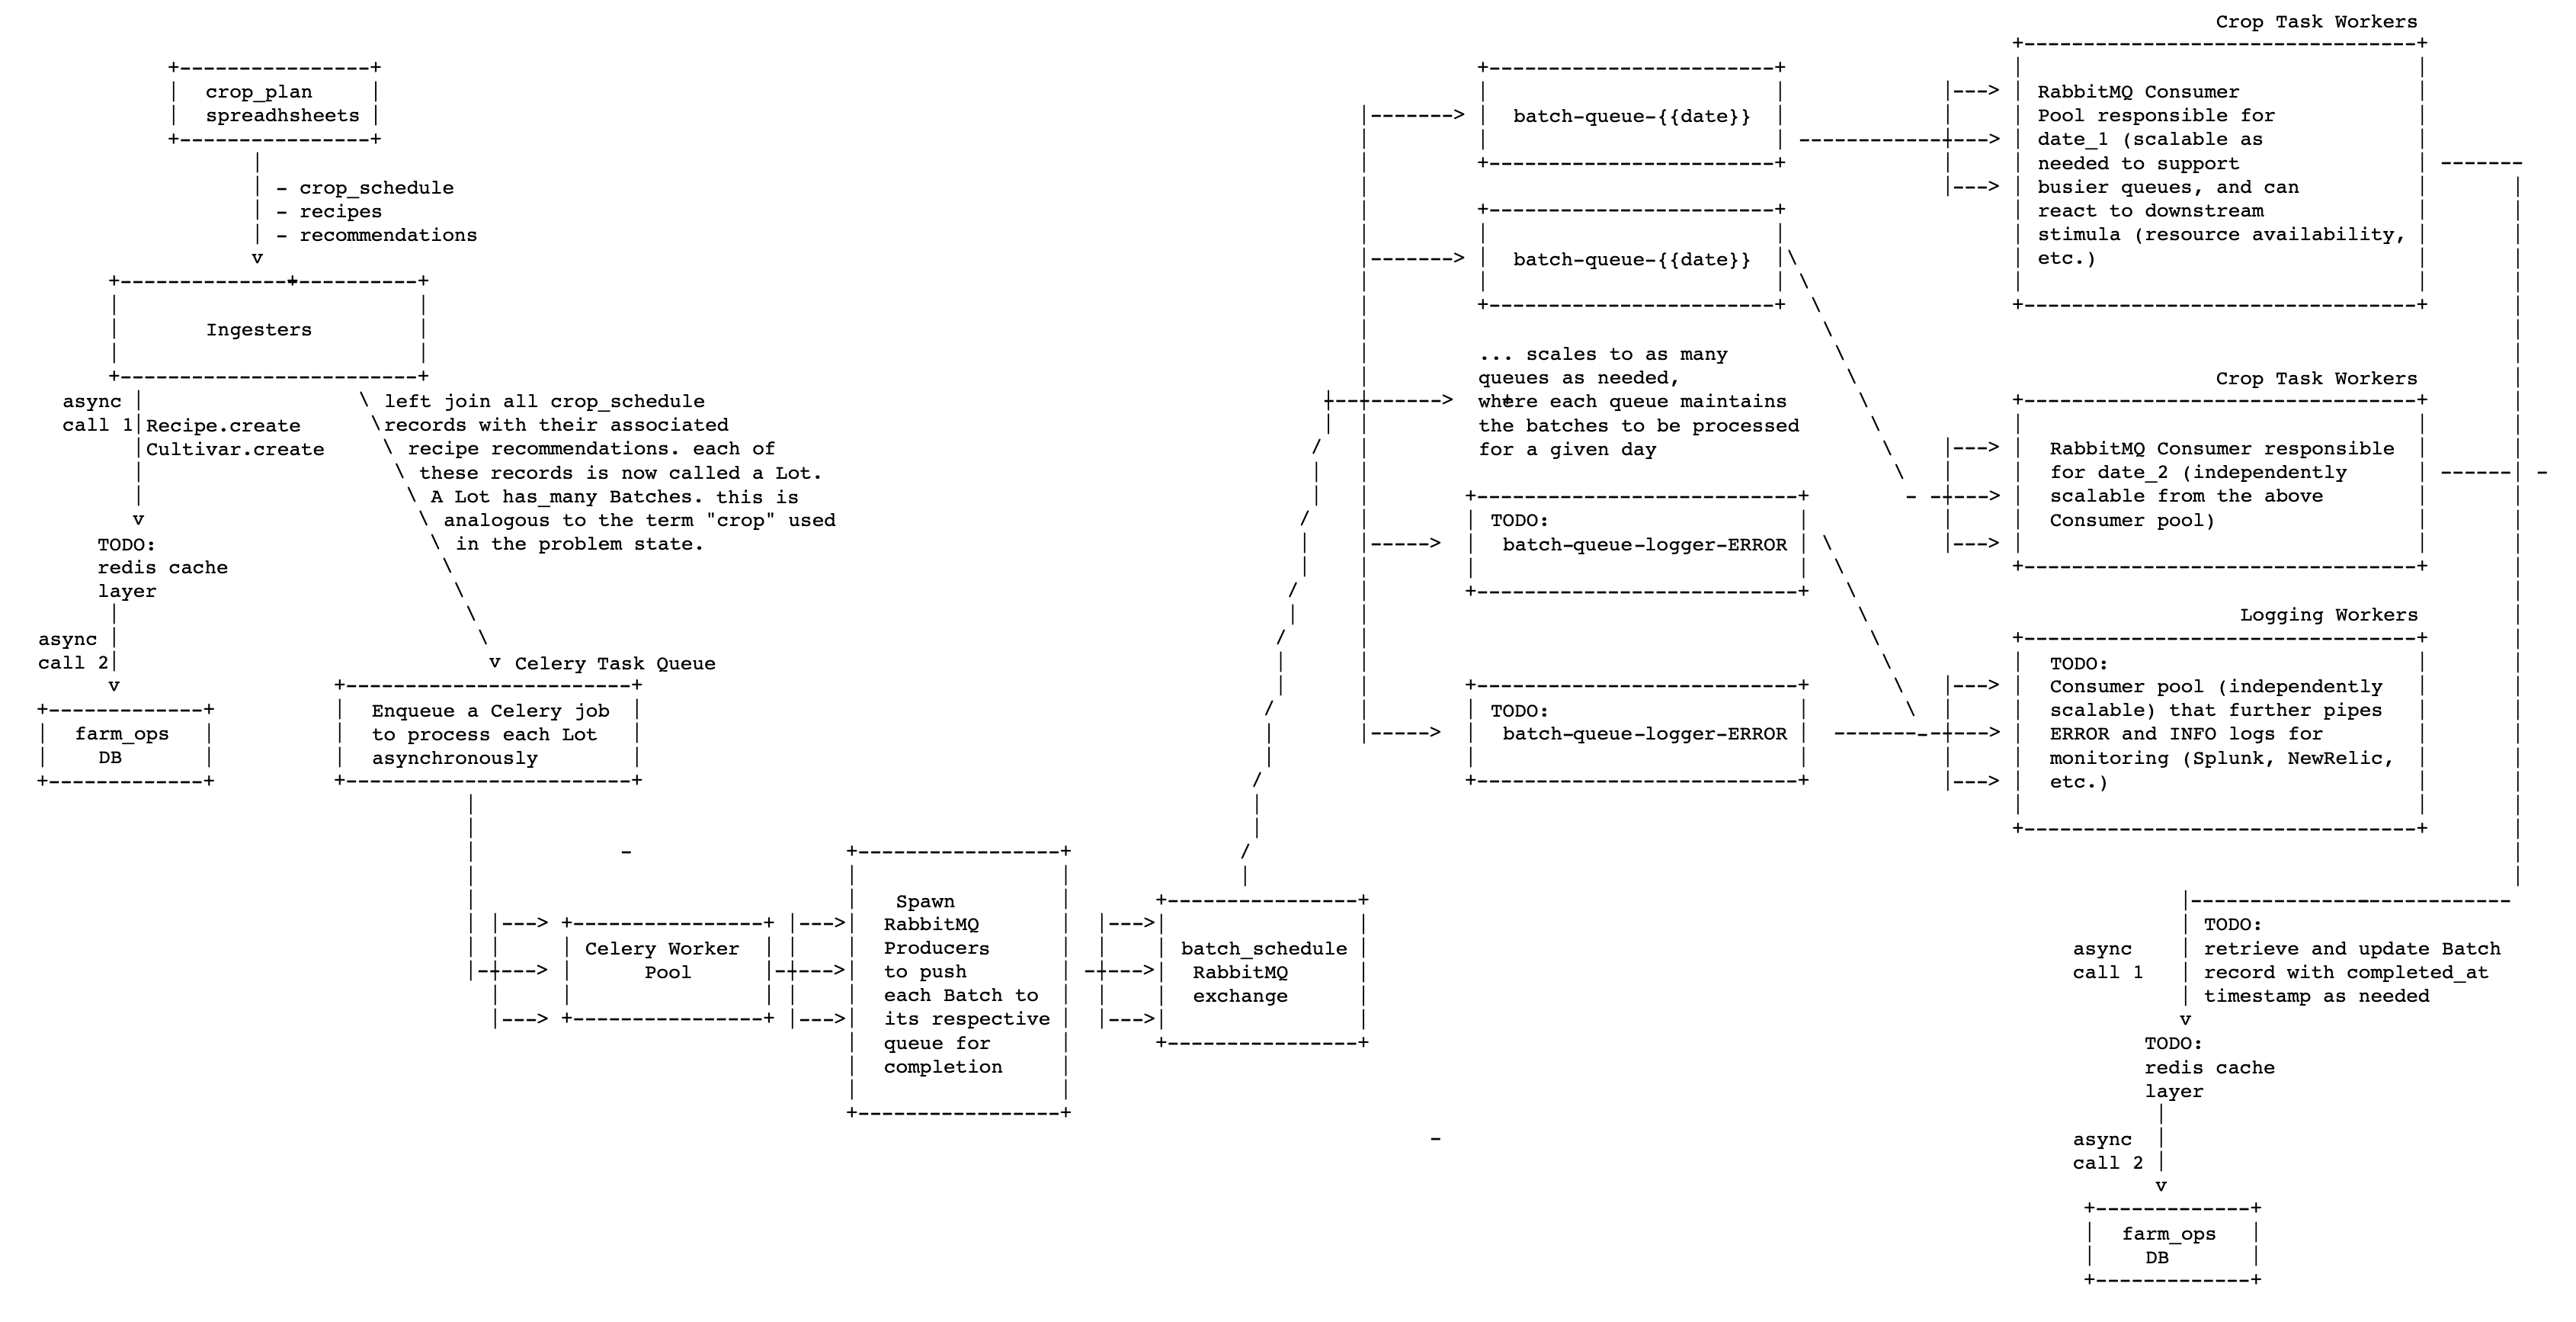 crop_plan
spreadhsheets
- crop_schedule
- recipes
- recommendations
v
Ingesters
async
call 1
Recipe.create
Cultivar.create
v
TODO:
redis cache
layer
async
call 2
v
farm_ops
DB
left join all crop_schedule
records with their associated
recipe recommendations. each of
these records is now called a Lot.
A Lot has_many Batches. this is
analogous to the term "crop" used
in the problem state.
v Celery Task Queue
Enqueue a Celery job
to process each Lot
asynchronously
Celery Worker
Pool
Spawn
RabbitMQ
Producers
to push
each Batch to
its respective
queue for
completion
batch_schedule
RabbitMQ
exchange
batch-queue-{{date}}
batch-queue-{{date}}
... scales to as many
queues as needed,
where each queue maintains
the batches to be processed
for a given day
TODO:
batch-queue-logger-ERROR
TODO:
batch-queue-logger-ERROR
Crop Task Workers
RabbitMQ Consumer
Pool responsible for
date_1 (scalable as
needed to support
busier queues, and can
react to downstream
stimula (resource availability,
etc.)
Crop Task Workers
RabbitMQ Consumer responsible
for date_2 (independently
scalable from the above
Consumer pool)
Logging Workers
TODO:
Consumer pool (independently
scalable) that further pipes
ERROR and INFO logs for
monitoring (Splunk, NewRelic,
etc.)
async
call 1
TODO:
retrieve and update Batch
record with completed_at
timestamp as needed
v
TODO:
redis cache
layer
async
call 2
v
farm_ops
DB